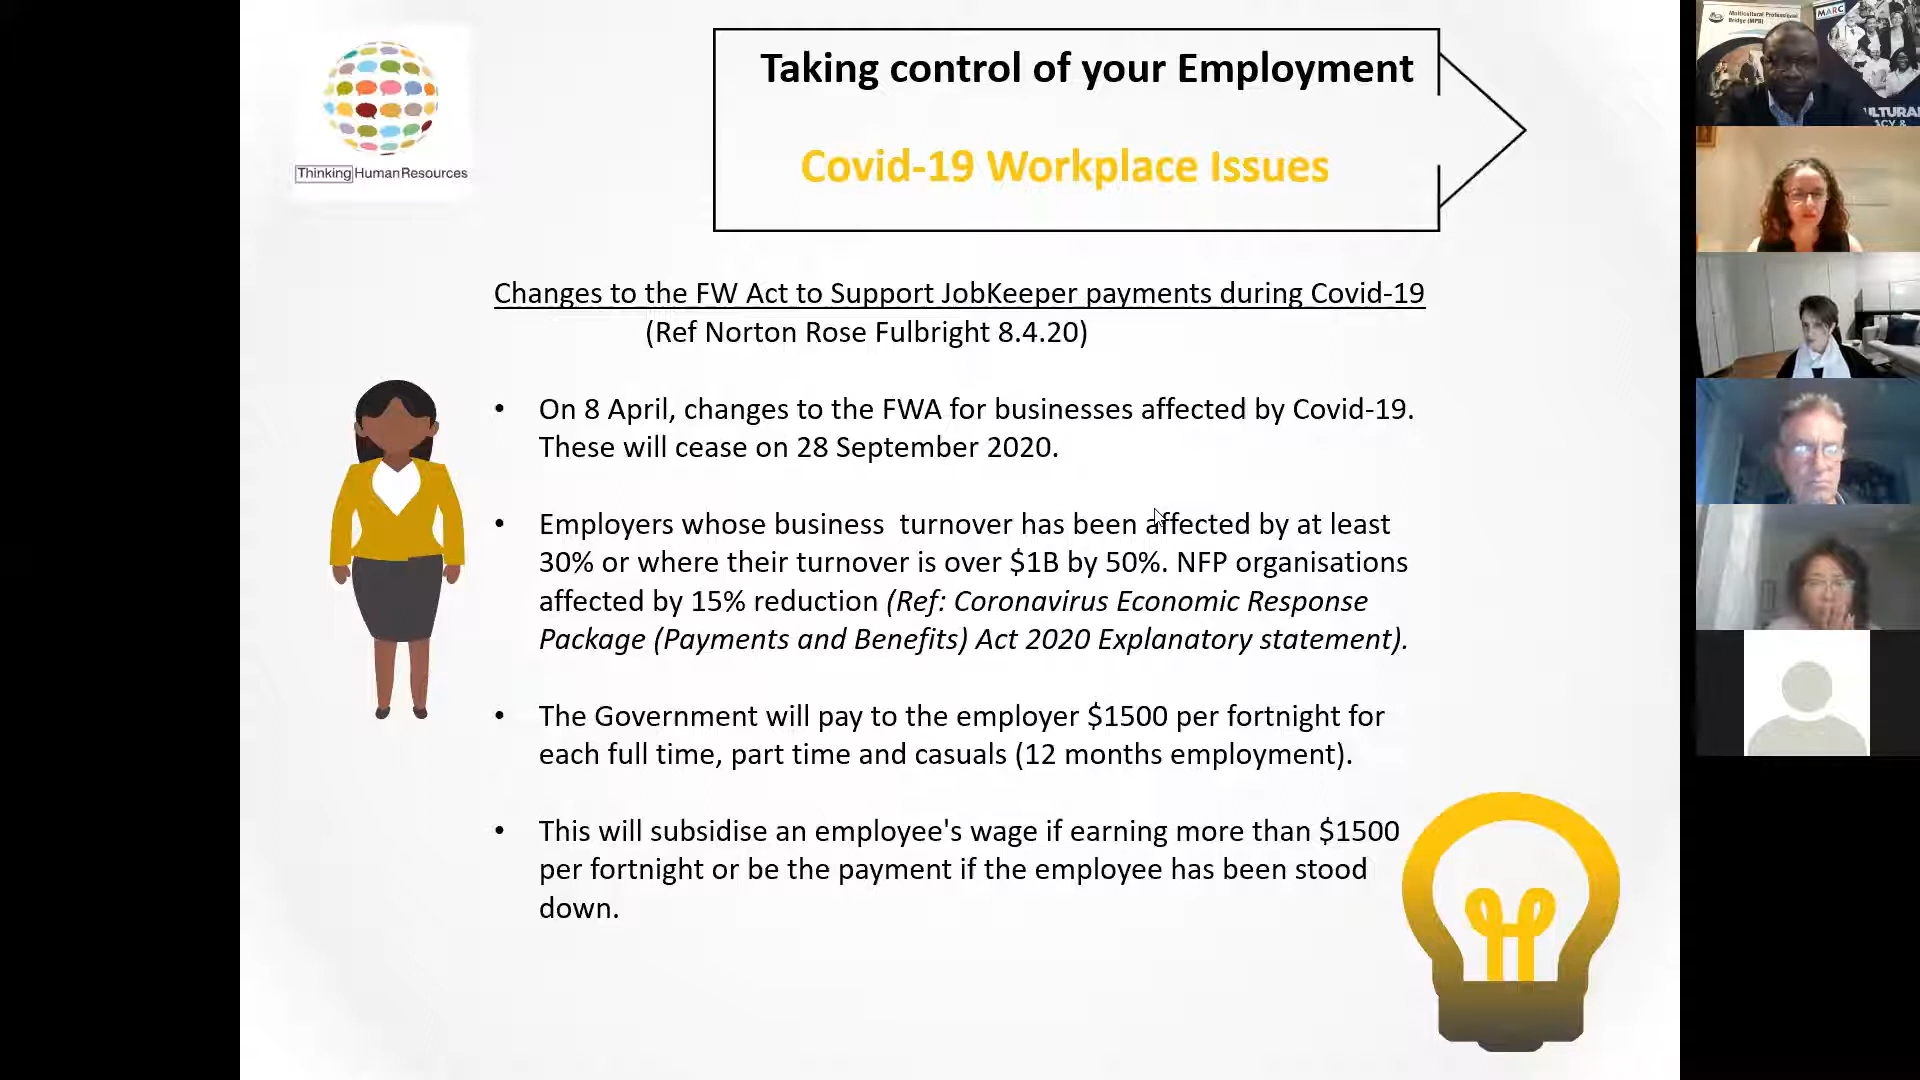 Thinking Human Resources
Taking control of your Employment
Covid-19 Workplace Issues
Changes to the FW Act to Support JobKeeper payments during Covid-19
(Ref Norton Rose Fulbright 8.4.20)
• On 8 April, changes to the FWA for businesses affected by Covid-19.
These will cease on 28 September 2020.
• Employers whose business  turnover has been affected by at least
30% or where their turnover is over $1B by 50%. NFP organisations
affected by 15% reduction (Ref: Coronavirus Economic Response
Package (Payments and Benefits) Act 2020 Explanatory statement).
• The Government will pay to the employer $1500 per fortnight for
each full time, part time and casuals (12 months employment).
• This will subsidise an employee's wage if earning more than $1500
per fortnight or be the payment if the employee has been stood
down.
Multicultural Professional
Bridge (MPB)
MARC
ULTURAL
ACY &